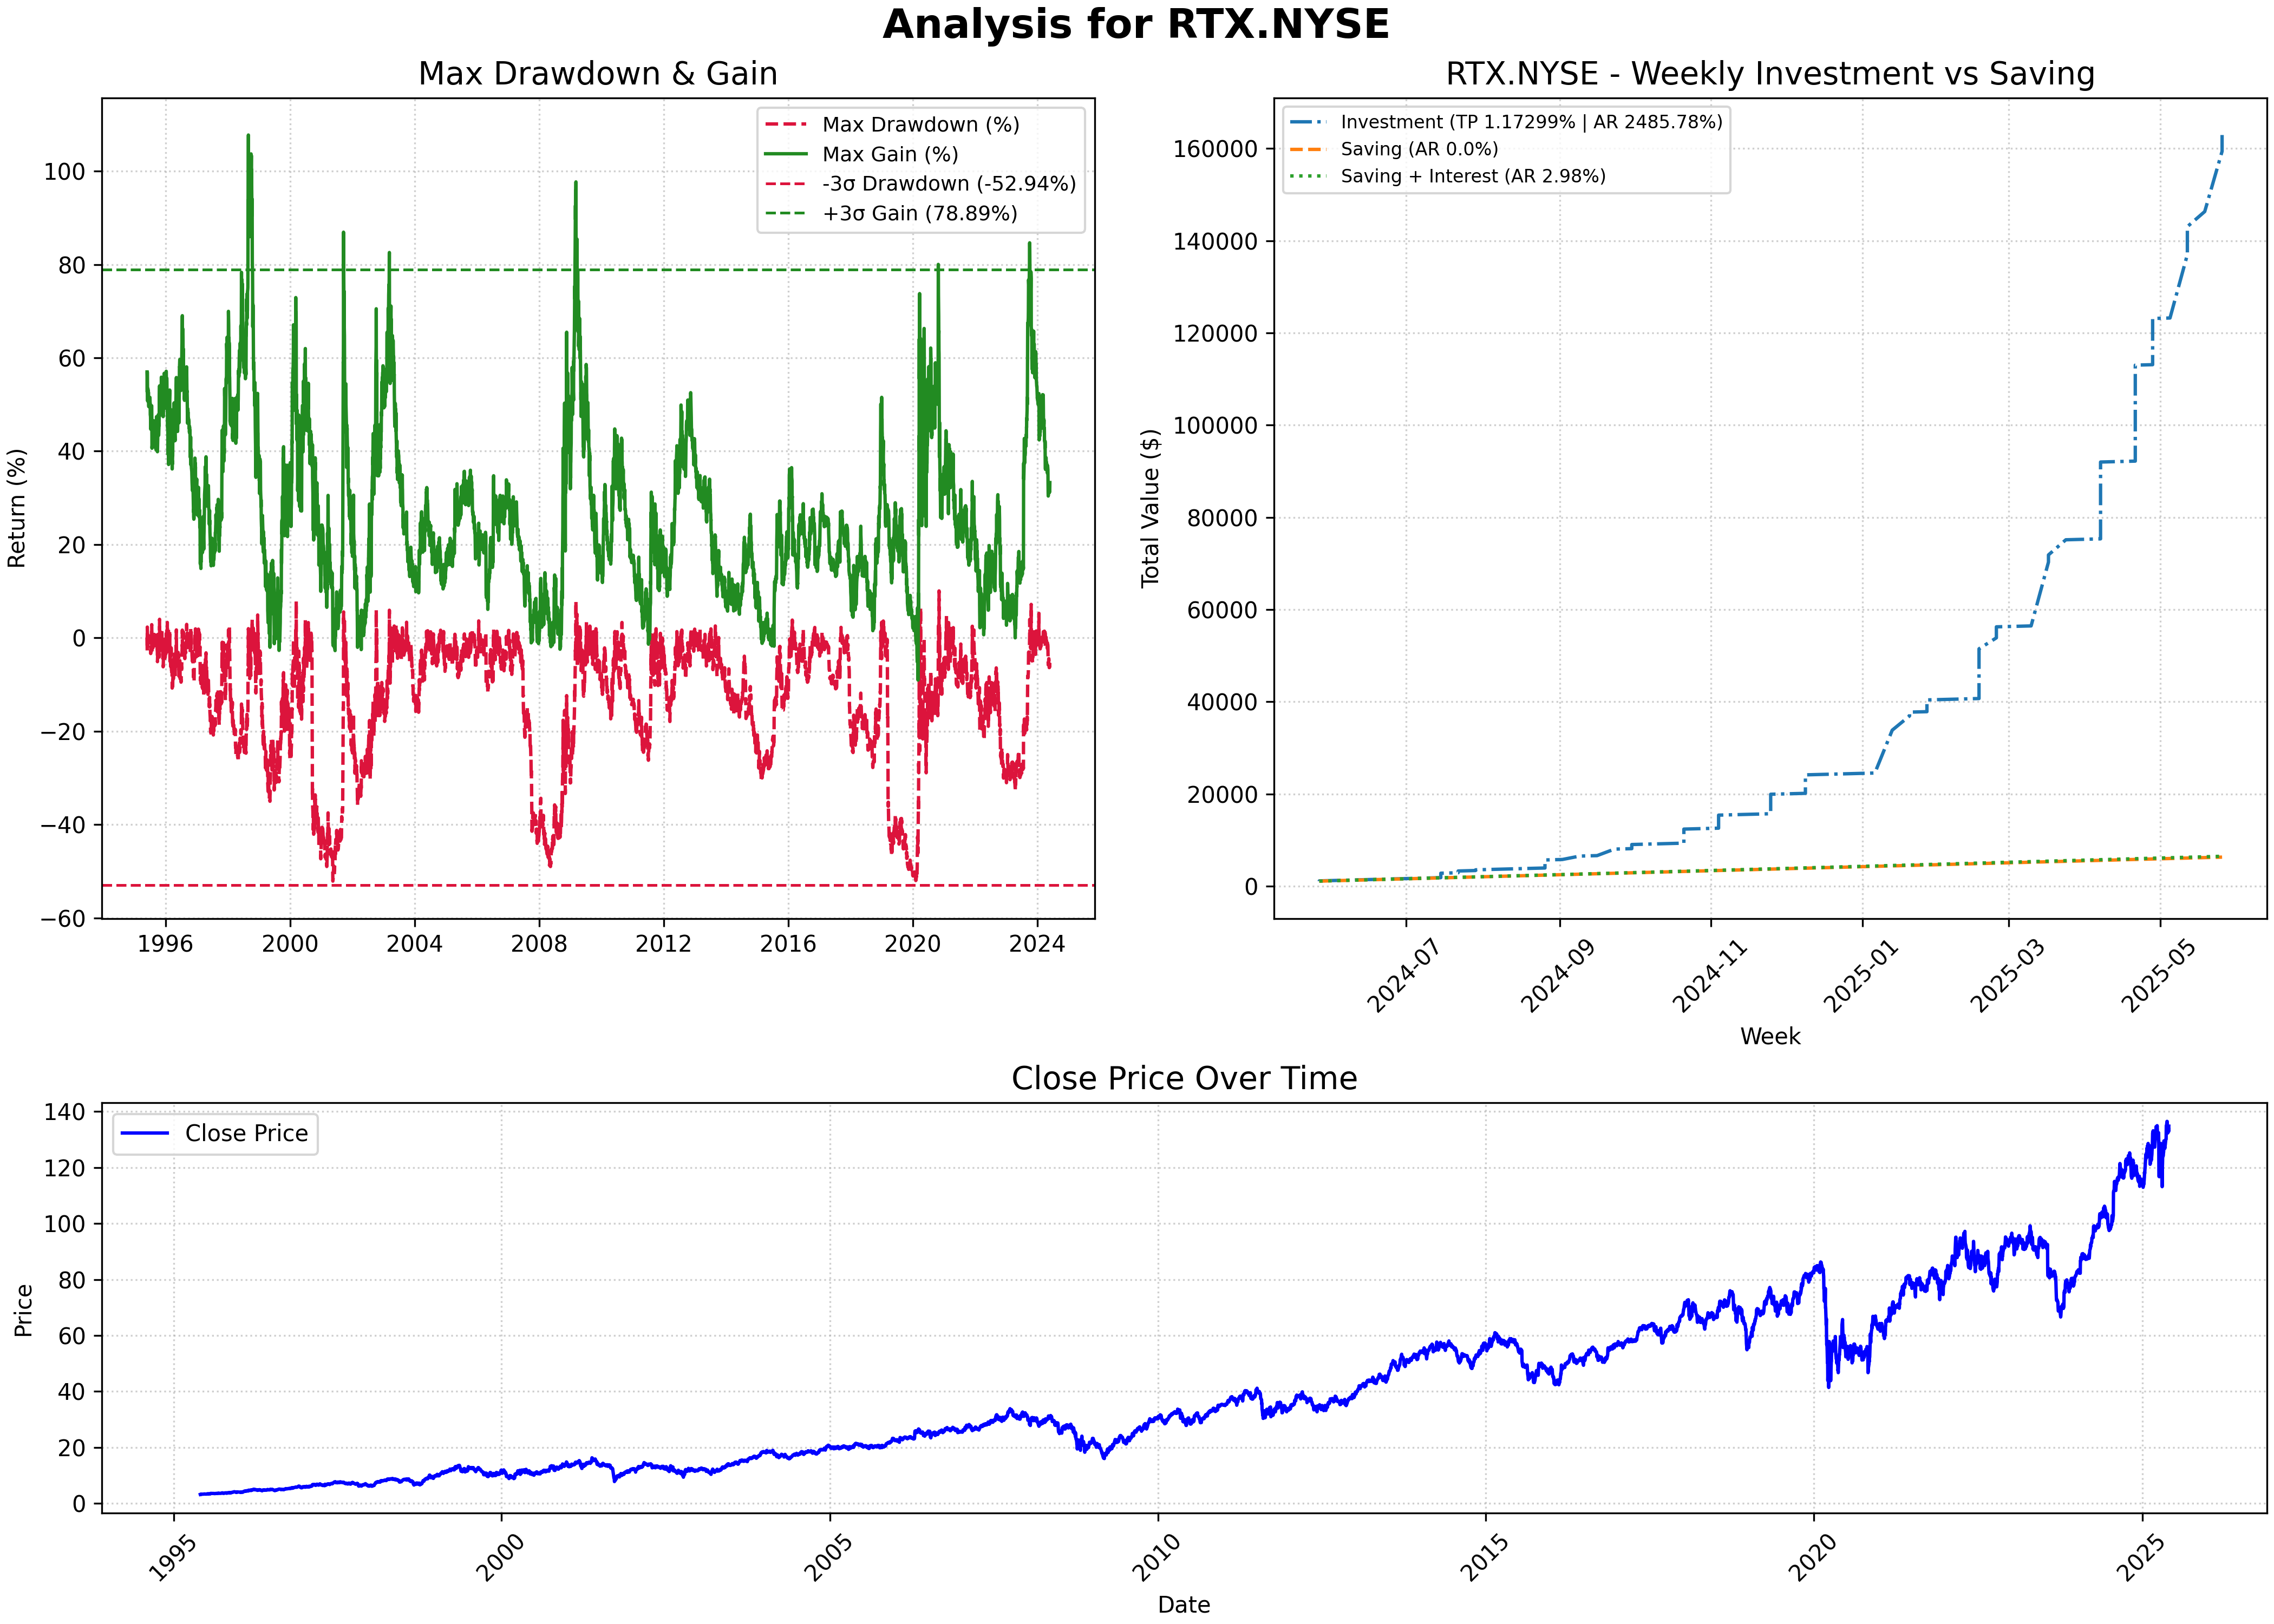 Analysis for RTX.NYSE
Max Drawdown & Gain
Return (%)
100
80
60
40
20
0
−20
−40
−60
1996
2000
2004
2008
2012
2016
2020
2024
Max Drawdown (%)
Max Gain (%)
-3σ Drawdown (-52.94%)
+3σ Gain (78.89%)
RTX.NYSE - Weekly Investment vs Saving
Total Value ($)
160000
140000
120000
100000
80000
60000
40000
20000
0
2024-07
2024-09
2024-11
2025-01
2025-03
2025-05
Week
Investment (TP 1.17299% | AR 2485.78%)
Saving (AR 0.0%)
Saving + Interest (AR 2.98%)
Close Price Over Time
Price
140
120
100
80
60
40
20
0
Close Price
1995
2000
2005
2010
2015
2020
2025
Date